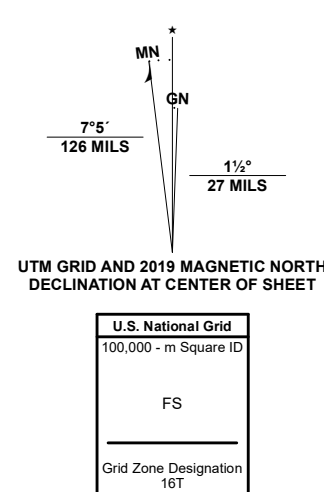 ★
MN
GN
7°5´
126 MILS
1½°
27 MILS
UTM GRID AND 2019 MAGNETIC NORTH
DECLINATION AT CENTER OF SHEET
U.S. National Grid
100,000 - m Square ID
FS
Grid Zone Designation
16T